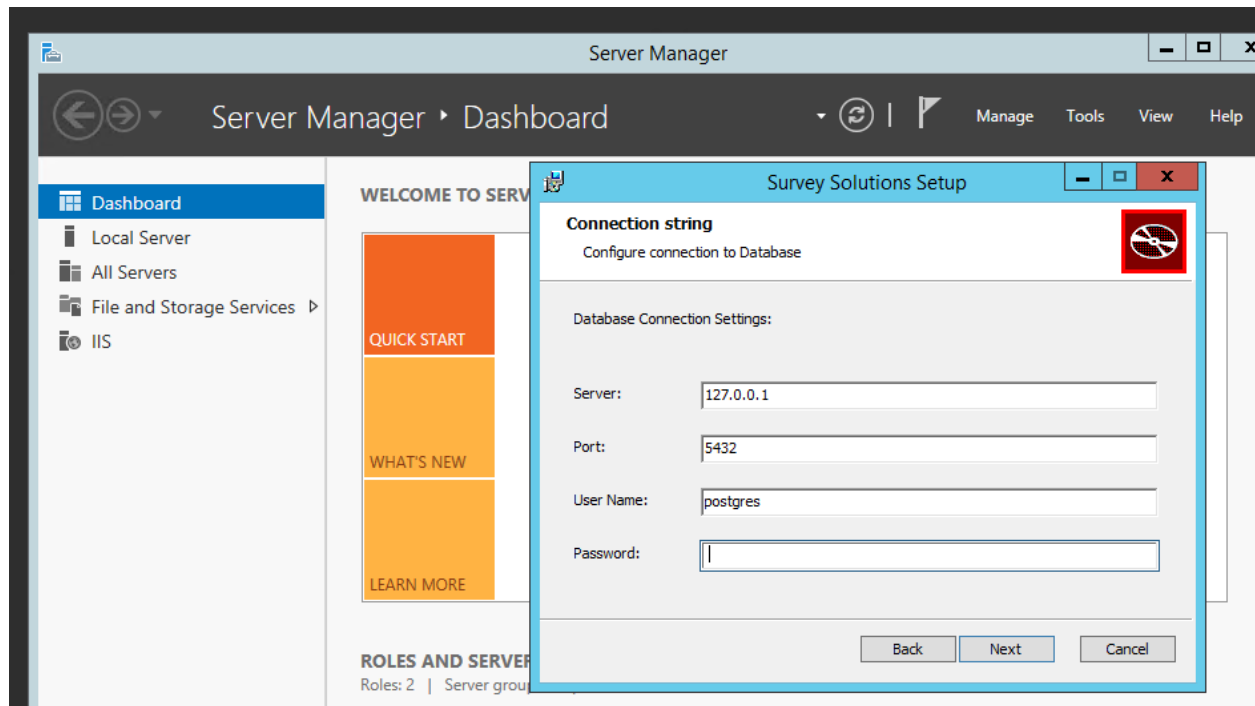 Server Manager
Server Manager ‣ Dashboard
Manage Tools View Help
Dashboard
Local Server
All Servers
File and Storage Services
IIS
WELCOME TO SERV
QUICK START
WHAT'S NEW
LEARN MORE
ROLES AND SERVER
Roles: 2 | Server grou
Survey Solutions Setup
Connection string
Configure connection to Database
Database Connection Settings:
Server: 127.0.0.1
Port: 5432
User Name: postgres
Password:
Back Next Cancel